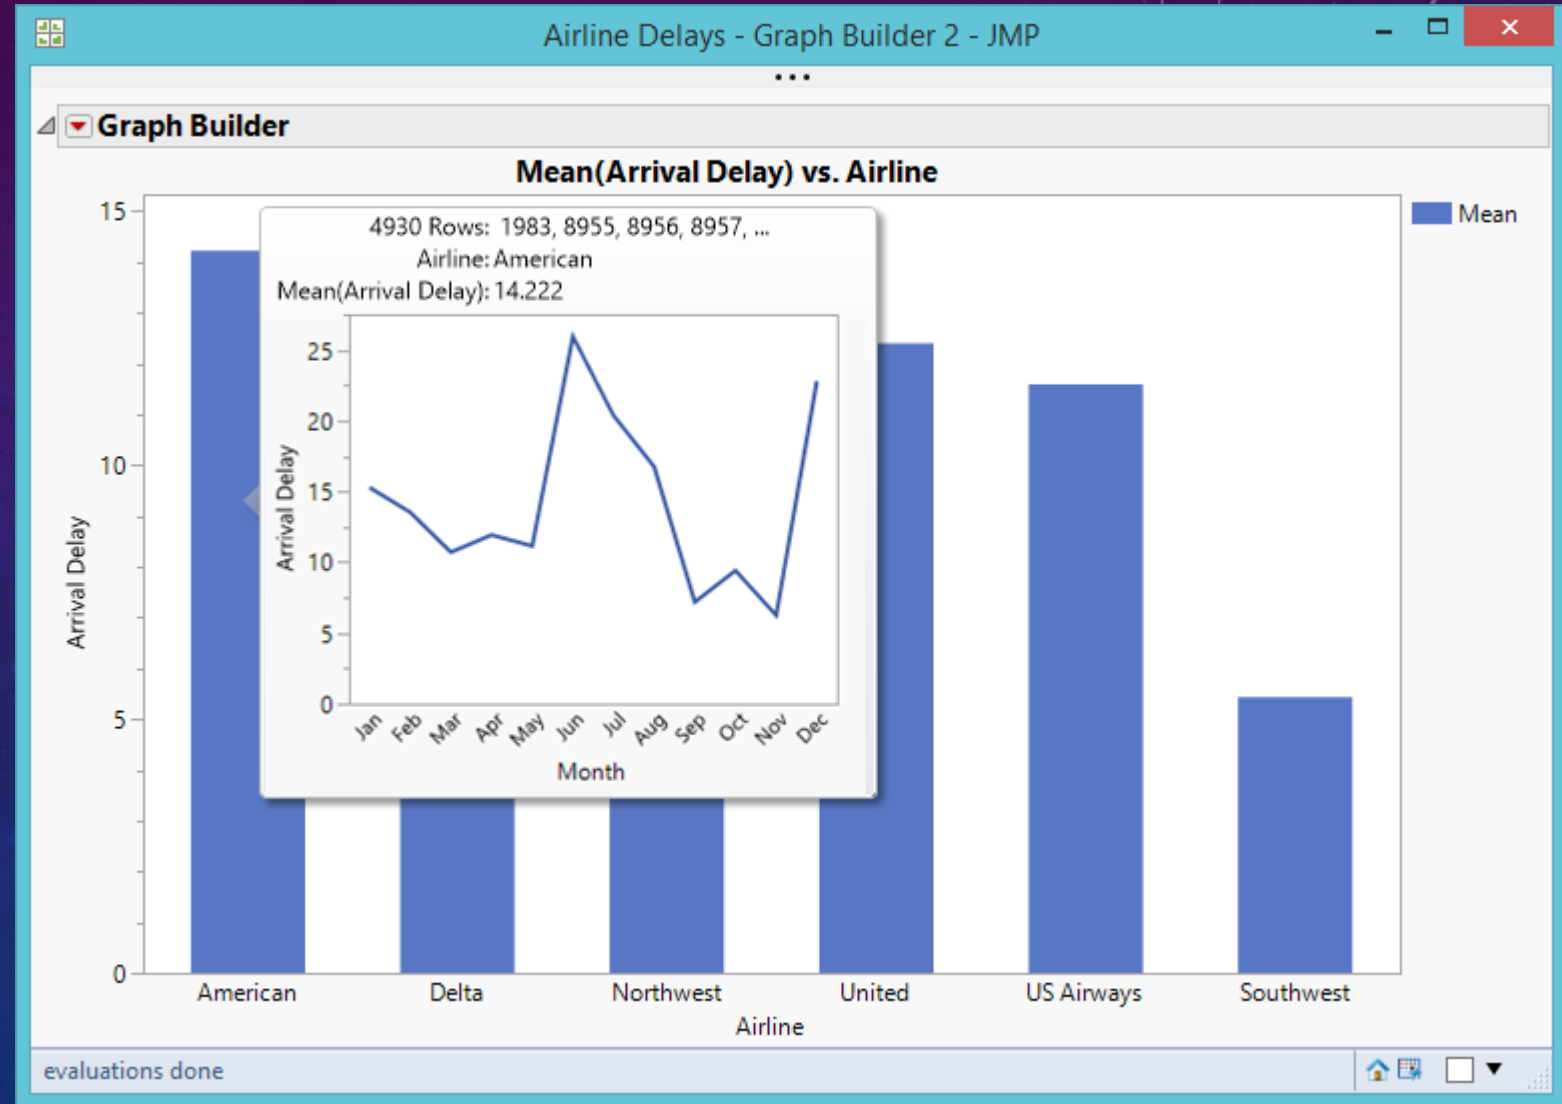 Airline Delays - Graph Builder 2 - JMP
Graph Builder
Mean(Arrival Delay) vs. Airline
Mean
4930 Rows: 1983, 8955, 8956, 8957, ...
Airline: American
Mean(Arrival Delay): 14.222
25
20
15
10
5
0
Arrival Delay
Jan Feb Mar Apr May Jun Jul Aug Sep Oct Nov Dec
Month
15
10
5
0
Arrival Delay
American Delta Northwest United US Airways Southwest
Airline
evaluations done